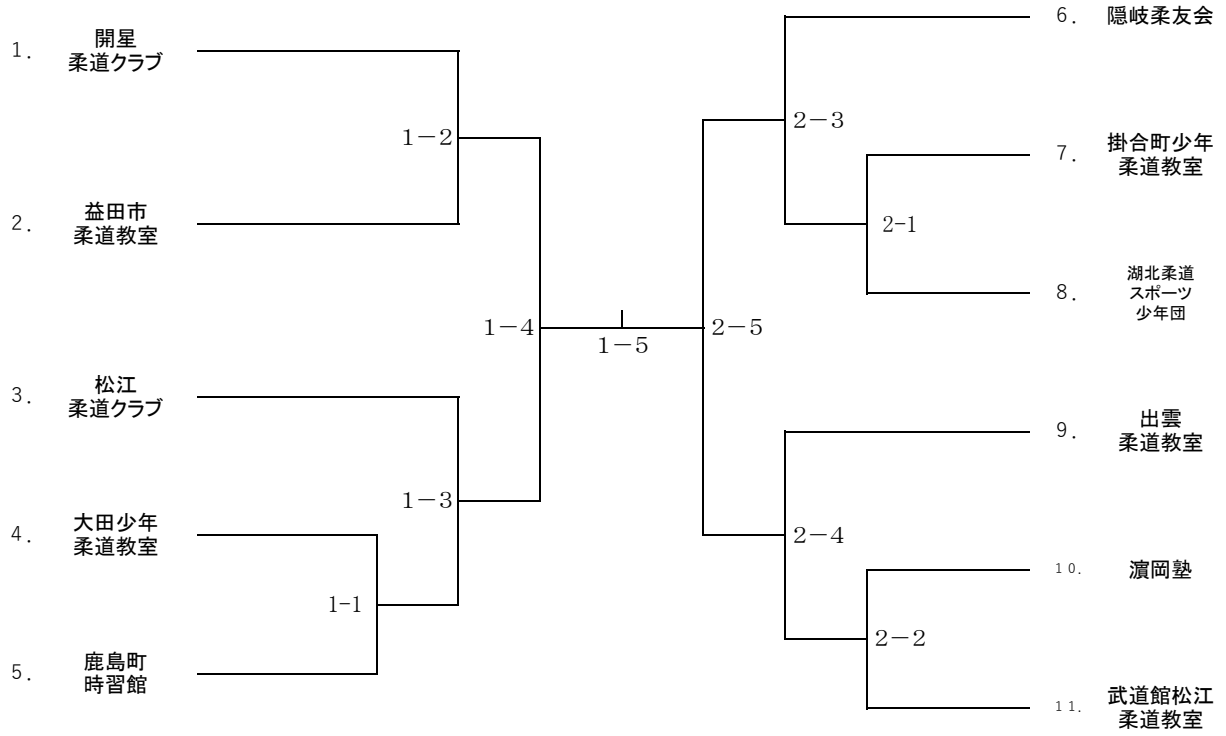 1.
開星
柔道クラブ
2.
益田市
柔道教室
3.
松江
柔道クラブ
4.
大田少年
柔道教室
5.
鹿島町
時習館
1－2
1－3
1-1
1－4
1－5
2－5
2－3
2-1
2－4
2－2
6.
隠岐柔友会
7.
掛合町少年
柔道教室
8.
湖北柔道
スポーツ
少年団
9.
出雲
柔道教室
10.
濵岡塾
11.
武道館松江
柔道教室